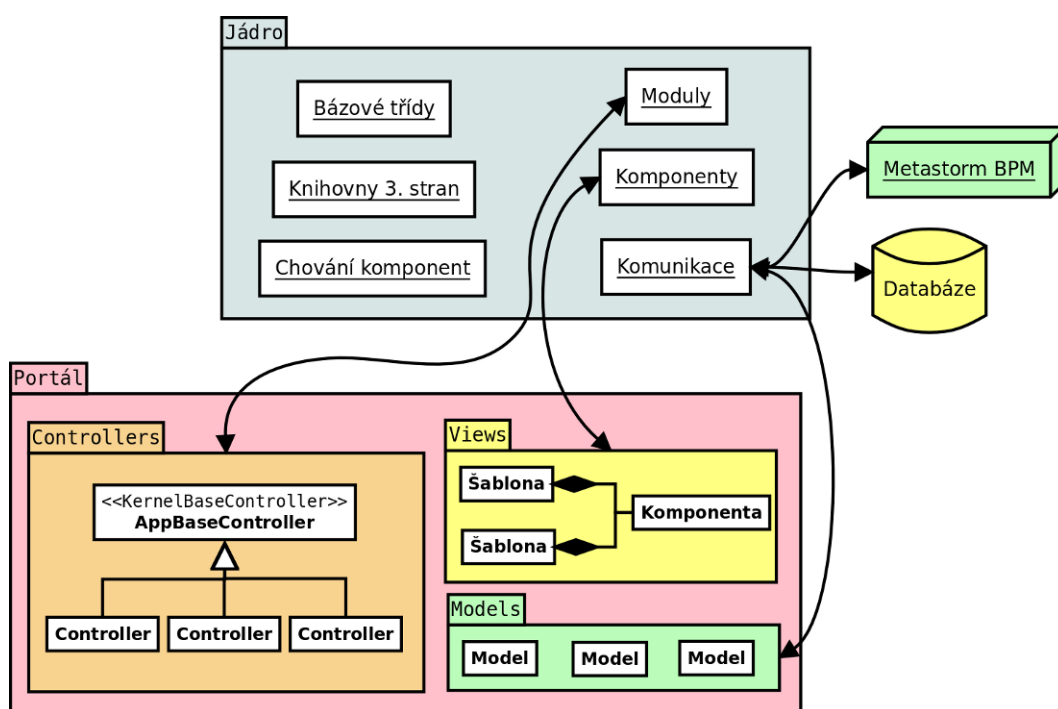 Jádro
Bázové třídy
Moduly
Knihovny 3. stran
Komponenty
Metastorm BPM
Chování komponent
Komunikace
Databáze
Portál
Controllers
<<KernelBaseController>>
AppBaseController
Controller
Controller
Controller
Views
Šablona
Komponenta
Šablona
Models
Model
Model
Model